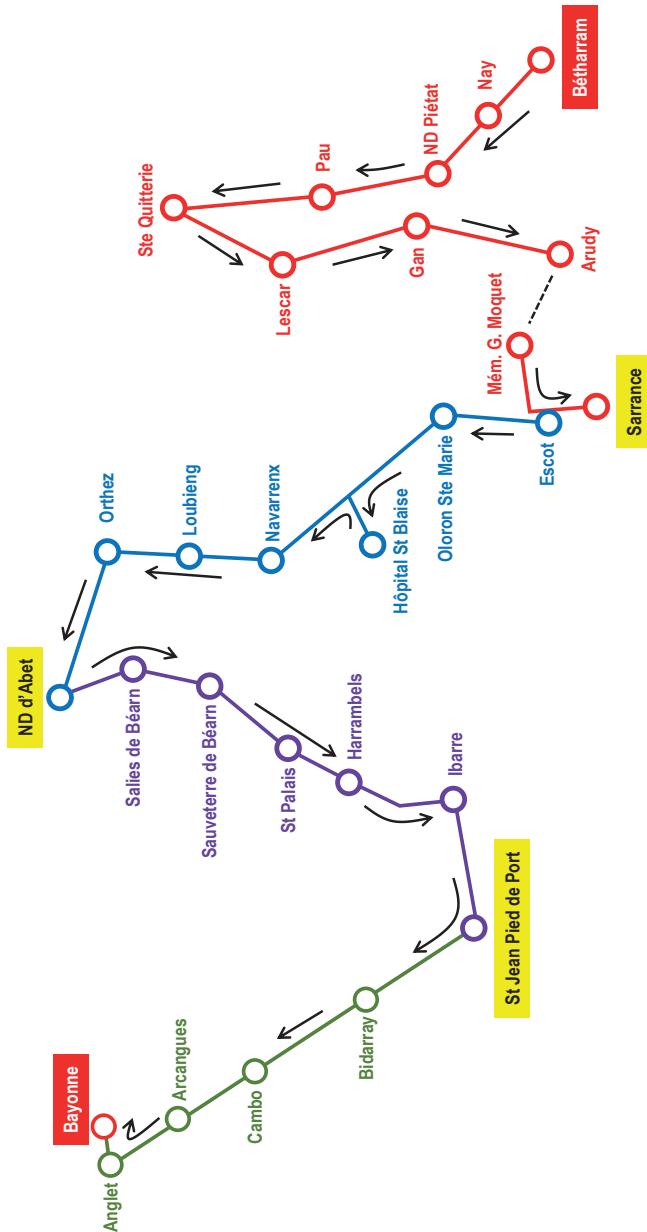 Bétharram
Nay
ND Piétat
Pau
Ste Quitterie
Lescar
Gan
Arudy
Mém. G. Moquet
Sarrance
Escot
Oloron Ste Marie
Hôpital St Blaise
Navarrenx
Loubieng
Orthez
ND d'Abet
Salies de Béarn
Sauveterre de Béarn
St Palais
Harrambels
Ibarre
St Jean Pied de Port
Bidarray
Cambo
Arcangues
Anglet
Bayonne